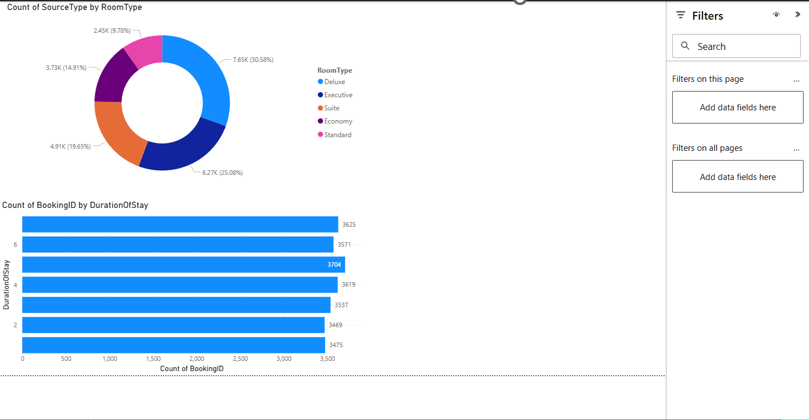 Count of SourceType by RoomType
2.45K (9.78%)
7.65K (30.58%)
3.73K (14.91%)
4.91K (19.65%)
6.27K (25.08%)
RoomType
Deluxe
Executive
Suite
Economy
Standard
Count of BookingID by DurationOfStay
DurationOfStay
3625
6 3571
3704
4 3619
3537
2 3469
3475
0 500 1,000 1,500 2,000 2,500 3,000 3,500
Count of BookingID
Filters
Search
Filters on this page ...
Add data fields here
Filters on all pages ...
Add data fields here